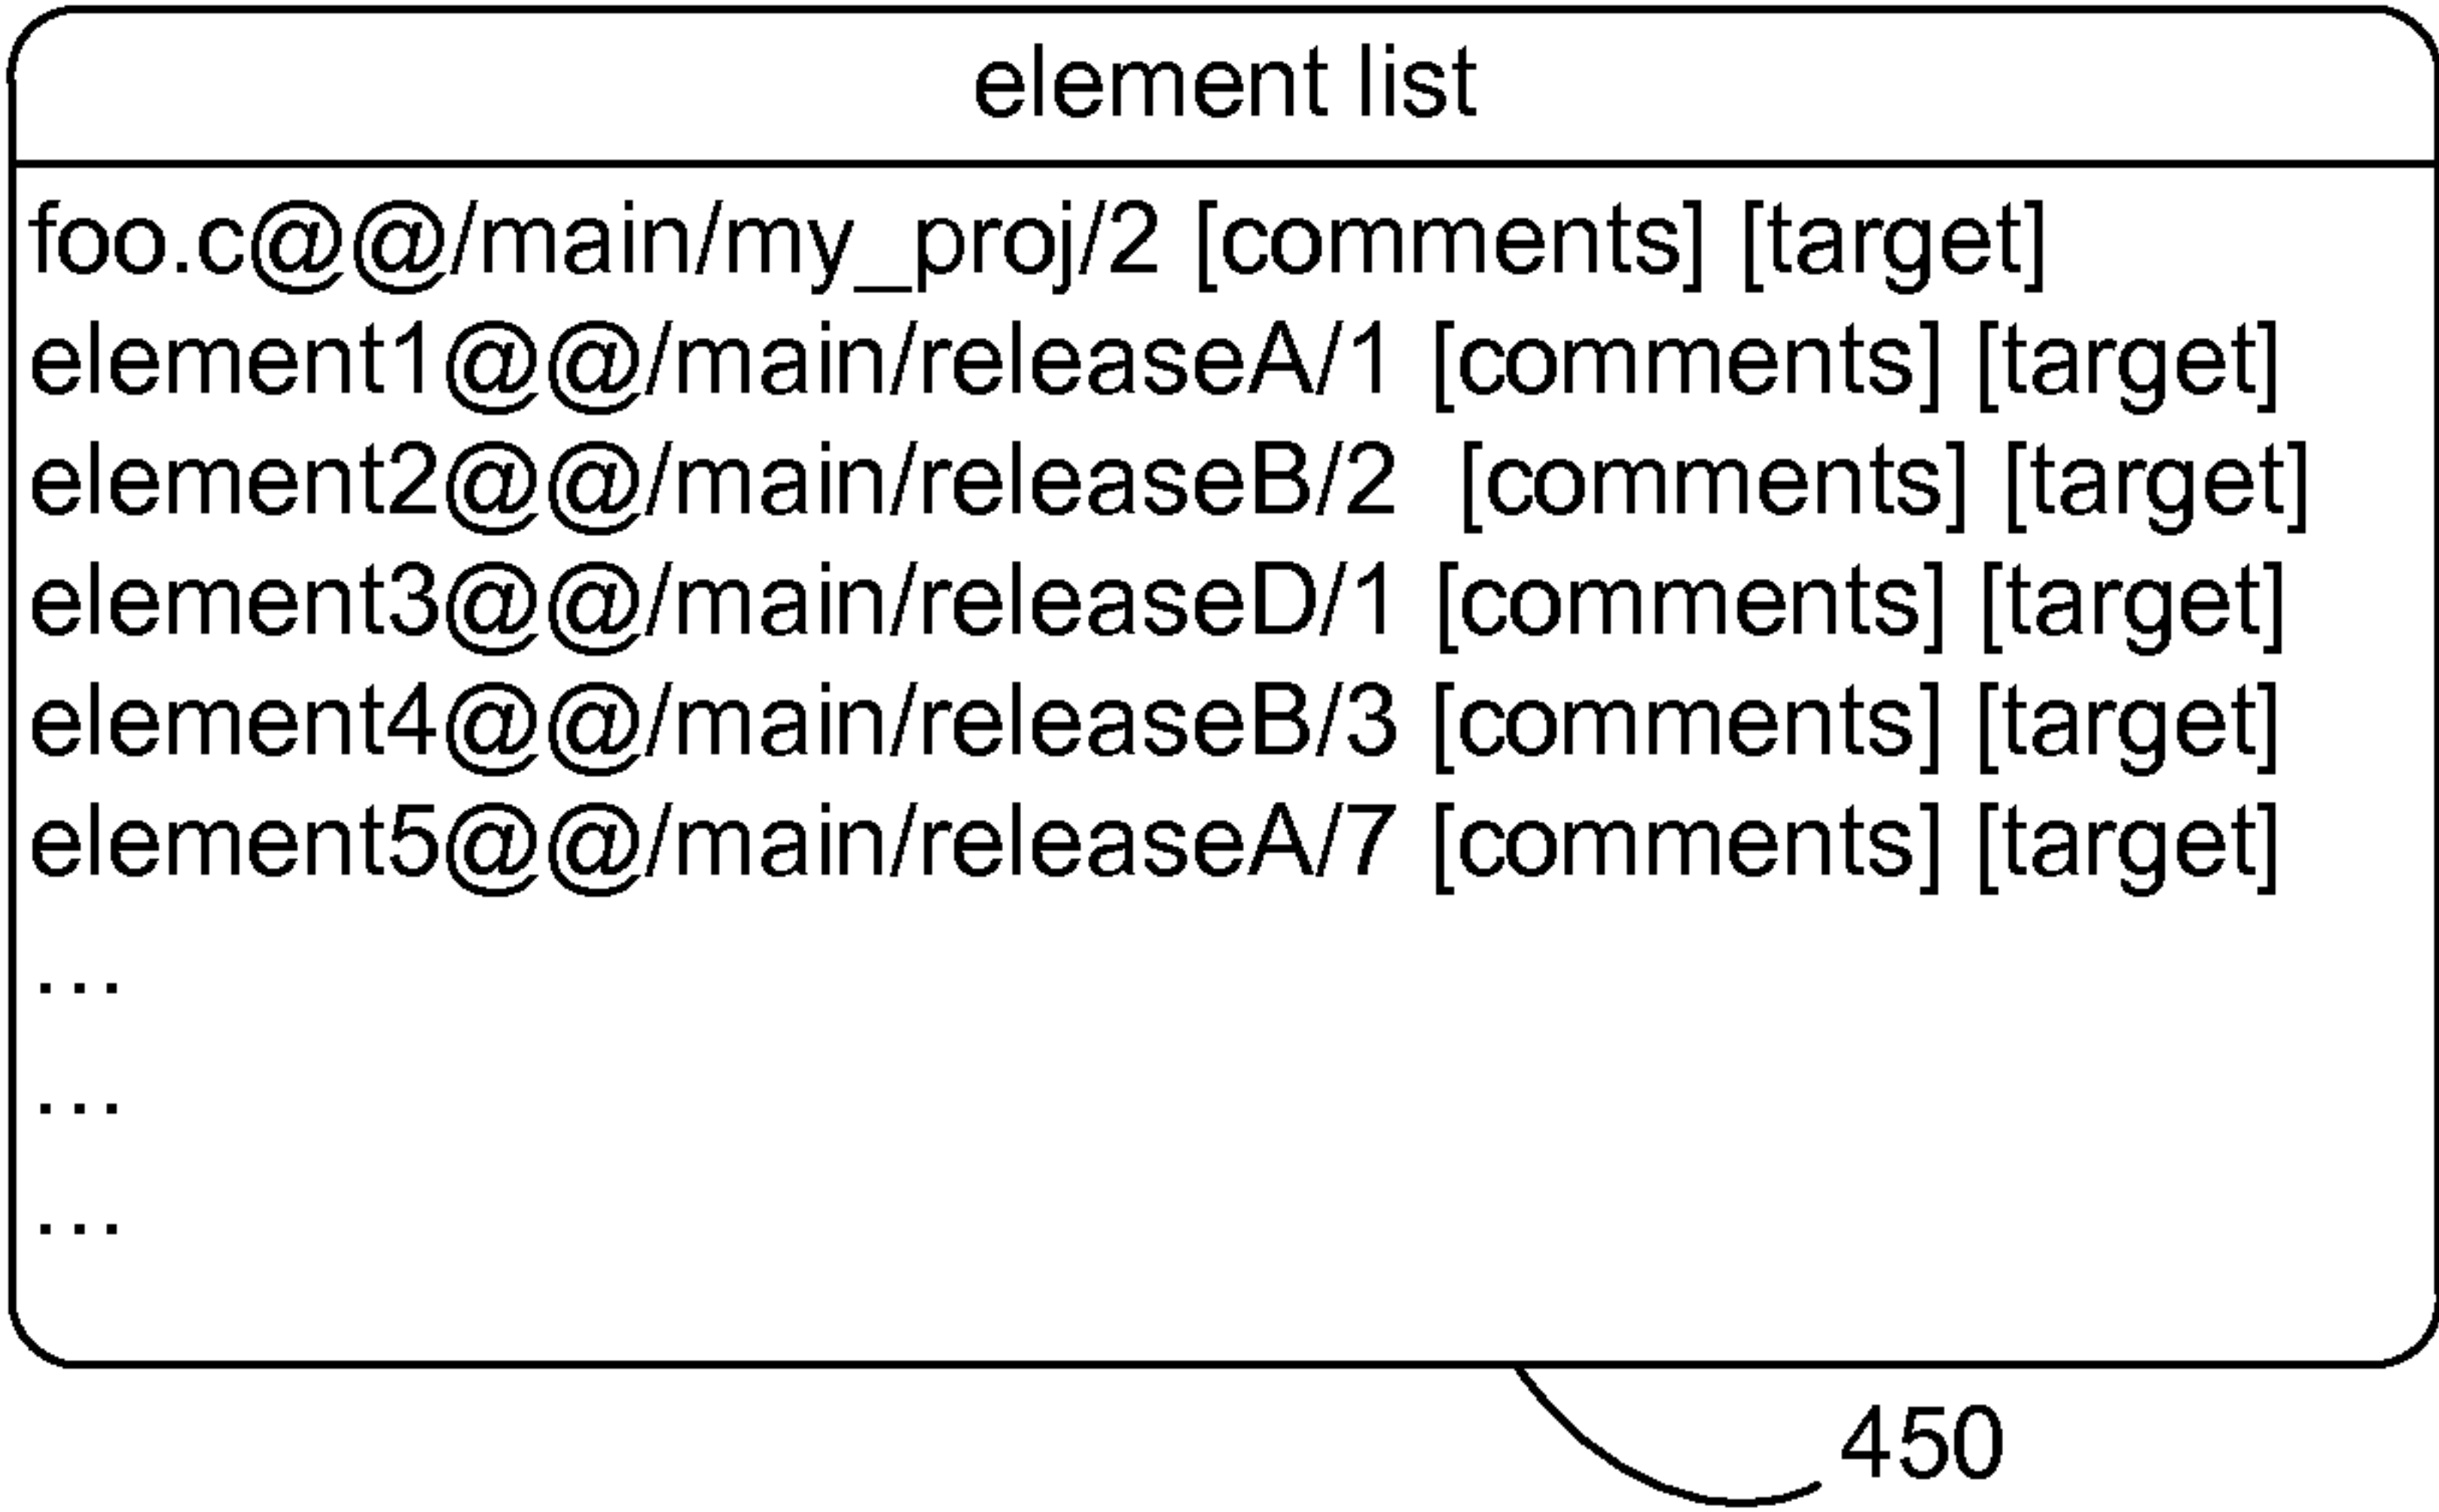 element list
foo.c@@/main/my_proj/2 [comments] [target]
element1@@/main/releaseA/1 [comments] [target]
element2@@/main/releaseB/2 [comments] [target]
element3@@/main/releaseD/1 [comments] [target]
element4@@/main/releaseB/3 [comments] [target]
element5@@/main/releaseA/7 [comments] [target]
...
...
...
450